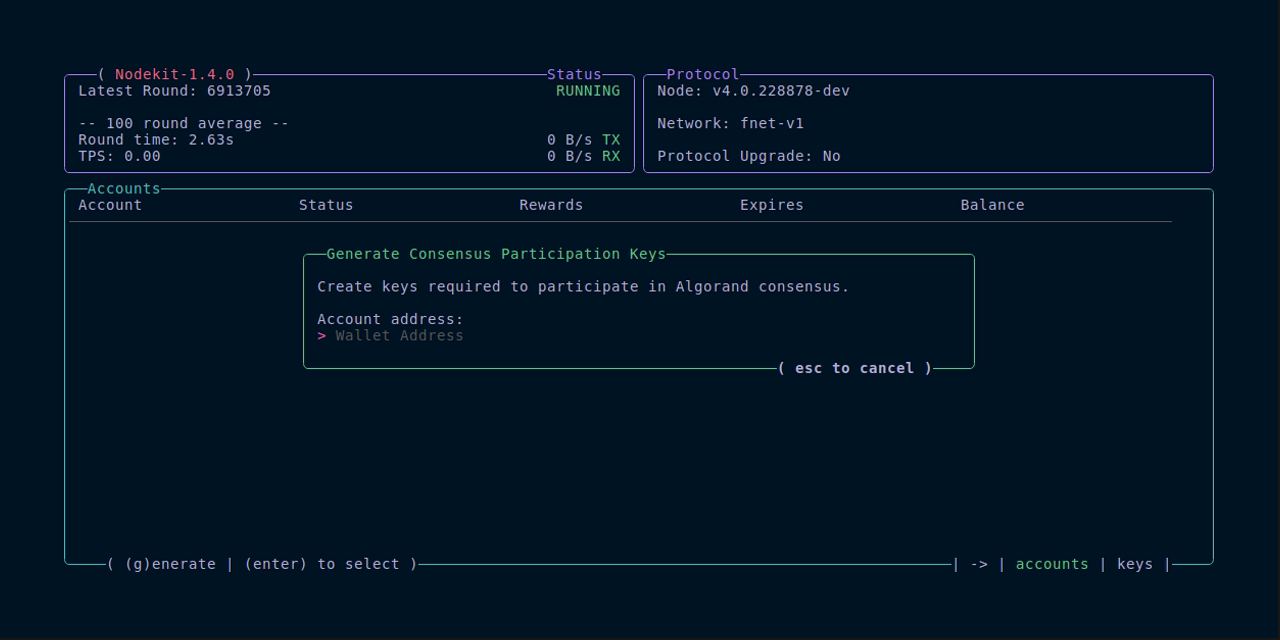 ( Nodekit-1.4.0 ) Status
Latest Round: 6913705 RUNNING
-- 100 round average --
Round time: 2.63s 0 B/s TX
TPS: 0.00 0 B/s RX
Protocol
Node: v4.0.228878-dev
Network: fnet-v1
Protocol Upgrade: No
Accounts
Account Status Rewards Expires Balance
Generate Consensus Participation Keys
Create keys required to participate in Algorand consensus.
Account address:
> Wallet Address
( esc to cancel )
( (g)enerate | (enter) to select ) | -> | accounts | keys |